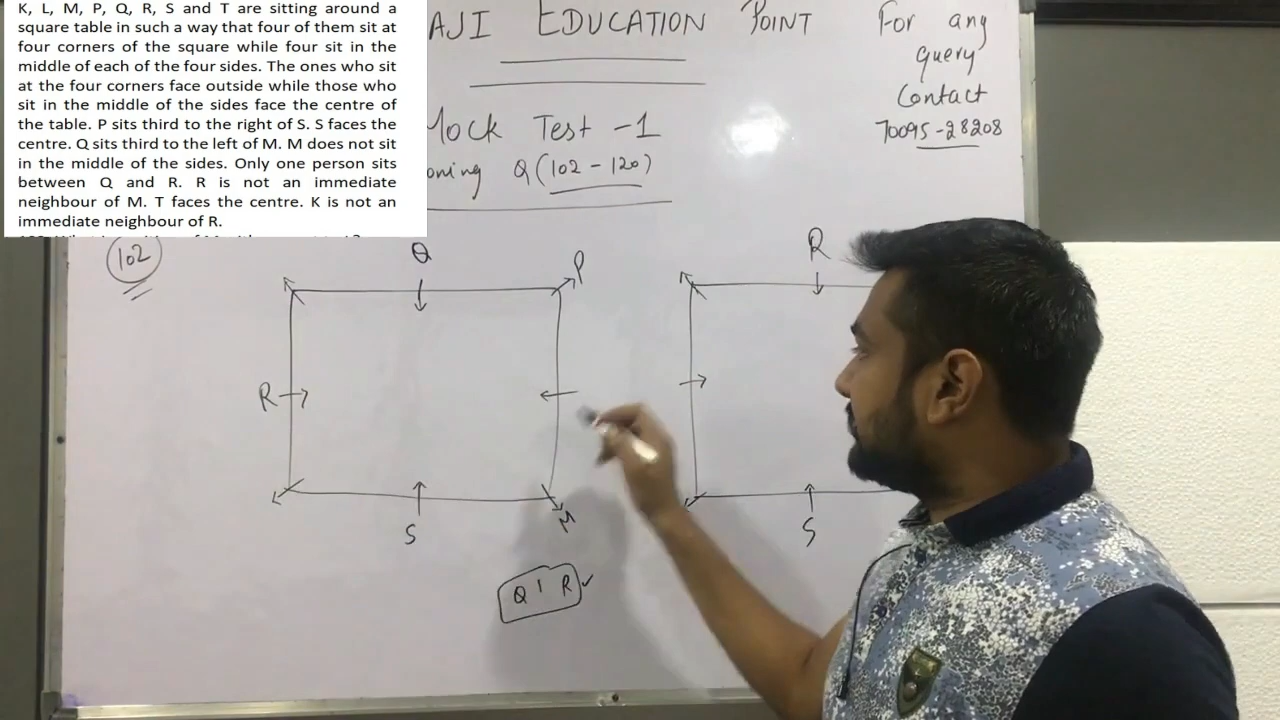 K, L, M, P, Q, R, S and T are sitting around a
square table in such a way that four of them sit at
four corners of the square while four sit in the
middle of each of the four sides. The ones who sit
at the four corners face outside while those who
sit in the middle of the sides face the centre of
the table. P sits third to the right of S. S faces the
centre. Q sits third to the left of M. M does not sit
in the middle of the sides. Only one person sits
between Q and R. R is not an immediate
neighbour of M. T faces the centre. K is not an
immediate neighbour of R.
AJI EDUCATION POINT
For any
query
Contact
70095-28208
Mock Test -1
oning Q(102-120)
102
Q
P
R
S
M
Q 1 R
R
S